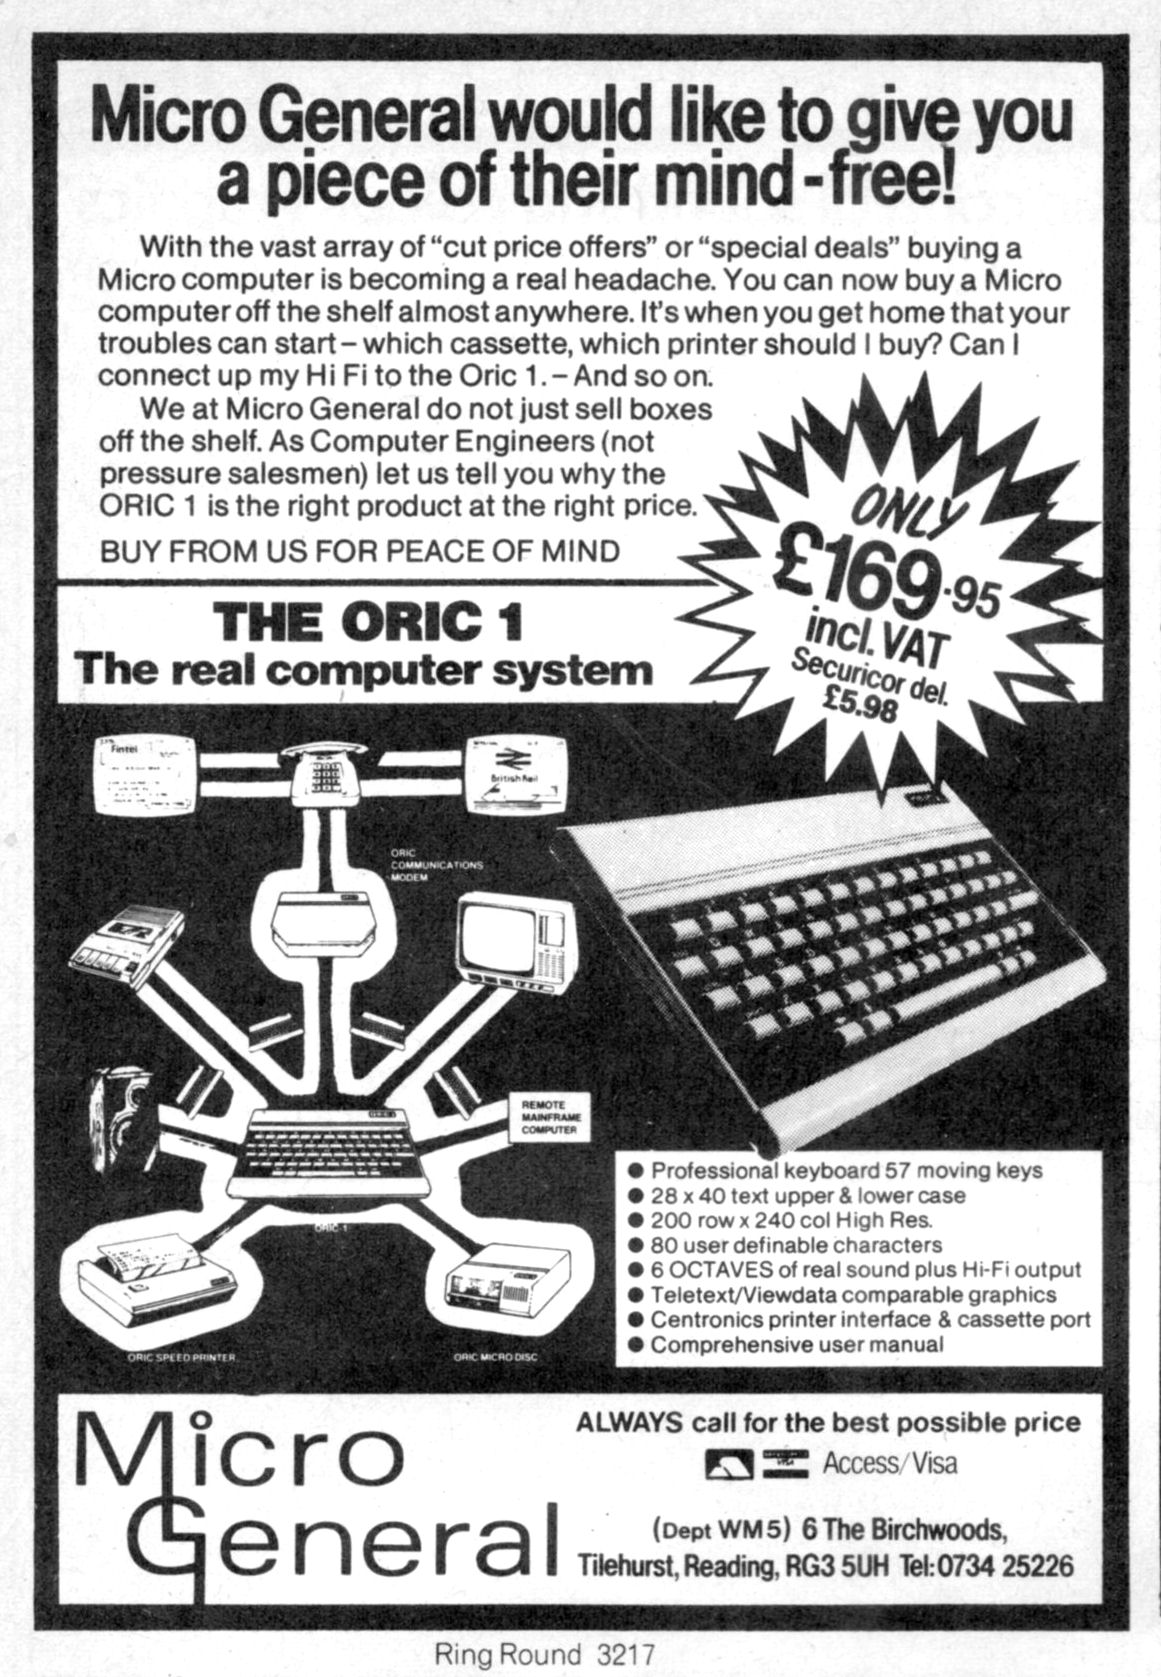 Micro General would like to give you
a piece of their mind - free!
With the vast array of “cut price offers” or “special deals” buying a
Micro computer is becoming a real headache. You can now buy a Micro
computer off the shelf almost anywhere. It's when you get home that your
troubles can start – which cassette, which printer should I buy? Can I
connect up my Hi Fi to the Oric 1. – And so on.
We at Micro General do not just sell boxes
off the shelf. As Computer Engineers (not
pressure salesmen) let us tell you why the
ORIC 1 is the right product at the right price.
BUY FROM US FOR PEACE OF MIND
ONLY
£169.95
incl. VAT
Securicor del.
£5.98
THE ORIC 1
The real computer system
Fintel
British Rail
ORIC
COMMUNICATIONS
MODEM
REMOTE
MAINFRAME
COMPUTER
ORIC 1
ORIC SPEED PRINTER
ORIC MICRO DISC
● Professional keyboard 57 moving keys
● 28 x 40 text upper & lower case
● 200 row x 240 col High Res.
● 80 user definable characters
● 6 OCTAVES of real sound plus Hi-Fi output
● Teletext/Viewdata comparable graphics
● Centronics printer interface & cassette port
● Comprehensive user manual
Micro
General
ALWAYS call for the best possible price
VISA
Access/Visa
(Dept WM5) 6 The Birchwoods,
Tilehurst, Reading, RG3 5UH Tel: 0734 25226
Ring Round 3217